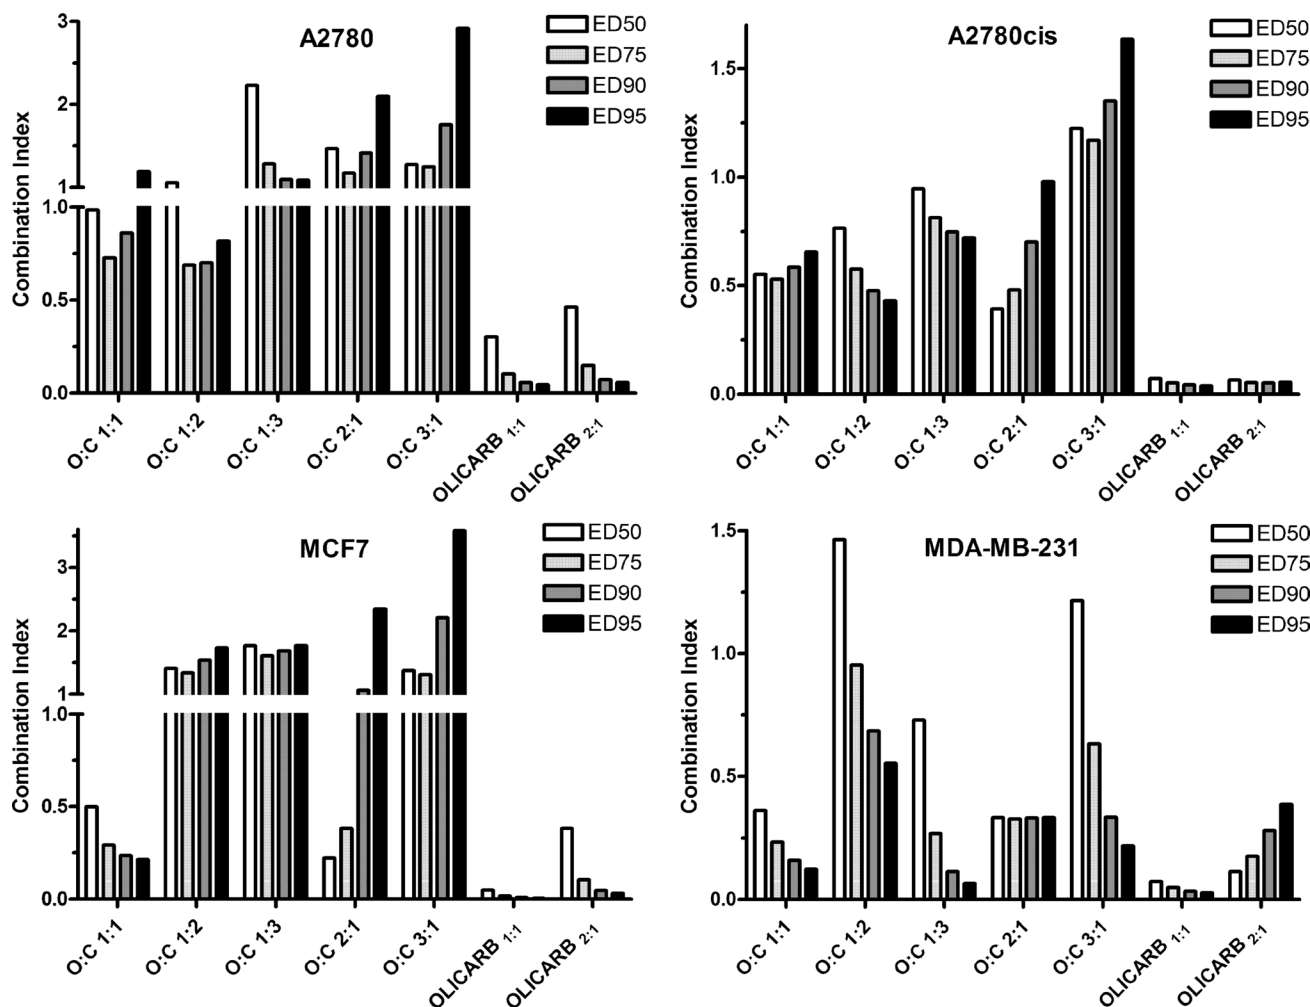 A2780
ED50
ED75
ED90
ED95
Combination Index
3
2
1
1.0
0.5
0.0
O:C 1:1
O:C 1:2
O:C 1:3
O:C 2:1
O:C 3:1
OLICARB 1:1
OLICARB 2:1
A2780cis
ED50
ED75
ED90
ED95
Combination Index
1.5
1.0
0.5
0.0
O:C 1:1
O:C 1:2
O:C 1:3
O:C 2:1
O:C 3:1
OLICARB 1:1
OLICARB 2:1
MCF7
ED50
ED75
ED90
ED95
Combination Index
3
2
1
1.0
0.5
0.0
O:C 1:1
O:C 1:2
O:C 1:3
O:C 2:1
O:C 3:1
OLICARB 1:1
OLICARB 2:1
MDA-MB-231
ED50
ED75
ED90
ED95
Combination Index
1.5
1.0
0.5
0.0
O:C 1:1
O:C 1:2
O:C 1:3
O:C 2:1
O:C 3:1
OLICARB 1:1
OLICARB 2:1